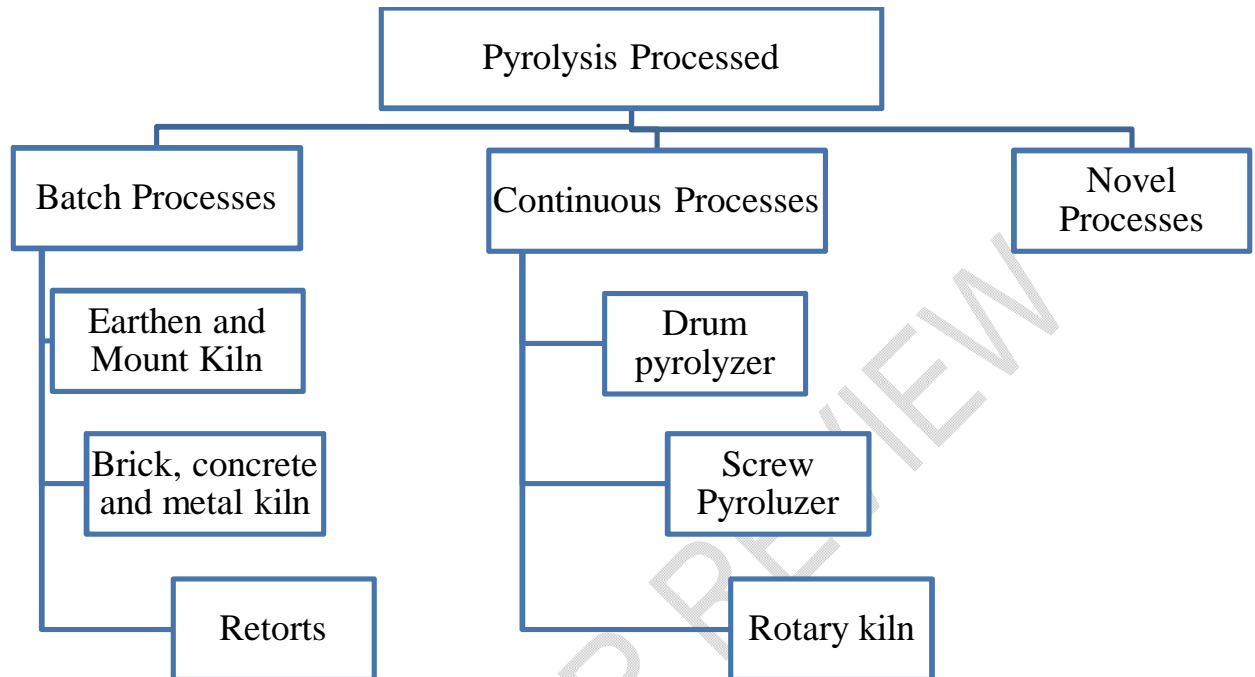 Pyrolysis Processed
Batch Processes
Continuous Processes
Novel
Processes
Earthen and
Mount Kiln
Drum
pyrolyzer
Brick, concrete
and metal kiln
Screw
Pyroluzer
Retorts
Rotary kiln
R REVIEW